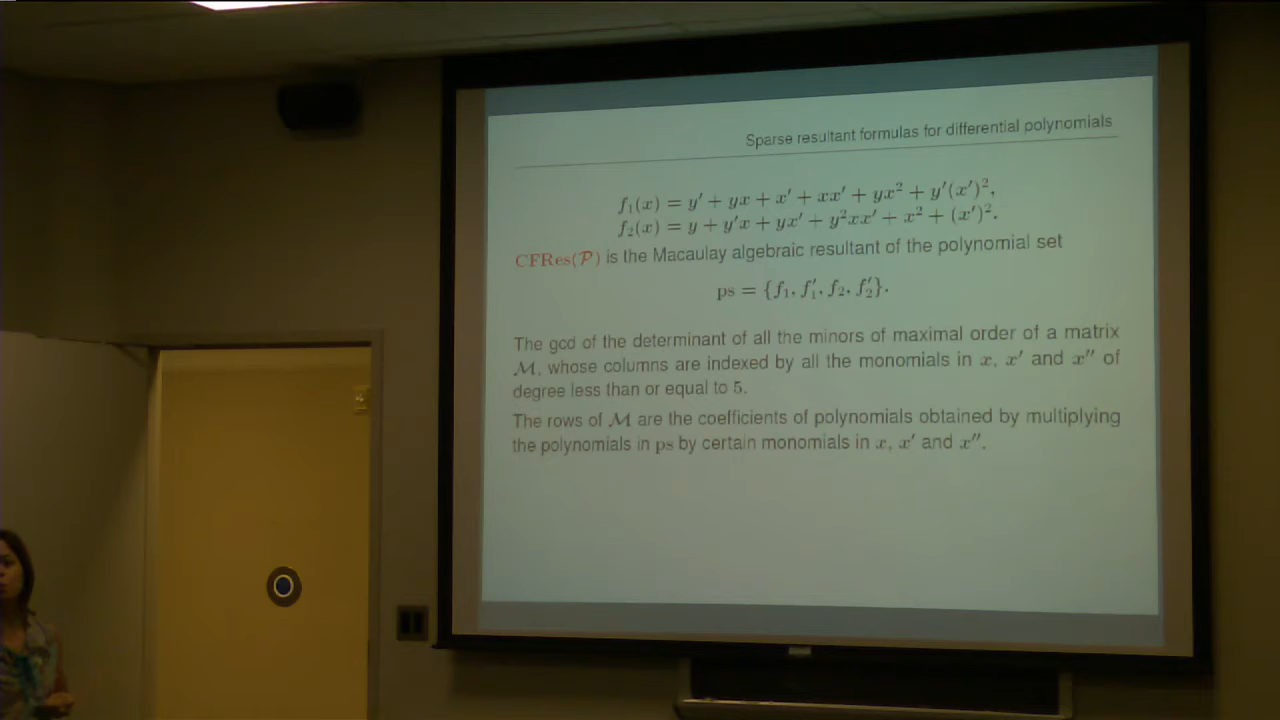 Sparse resultant formulas for differential polynomials
f₁(x) = y′ + yx + x′ + xx′ + yx² + y′(x′)²,
f₂(x) = y + y′x + yx′ + y²xx′ + x² + (x′)².
CFRes(𝒫) is the Macaulay algebraic resultant of the polynomial set
ps = {f₁, f₁′, f₂, f₂′}.
The gcd of the determinant of all the minors of maximal order of a matrix
ℳ, whose columns are indexed by all the monomials in x, x′ and x″ of
degree less than or equal to 5.
The rows of ℳ are the coefficients of polynomials obtained by multiplying
the polynomials in ps by certain monomials in x, x′ and x″.